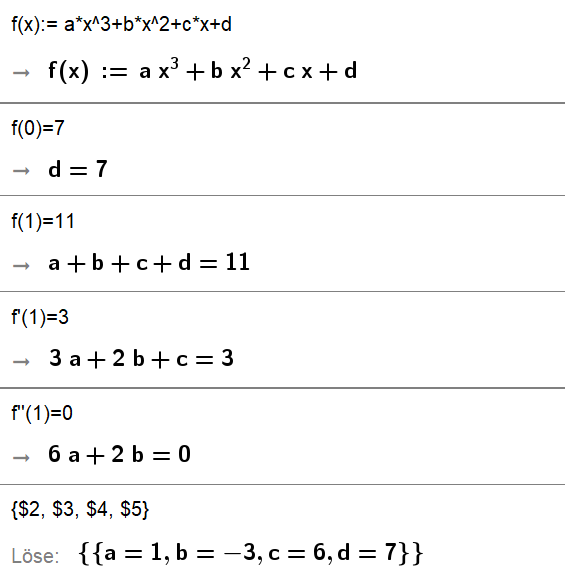 f(x):= a*x^3+b*x^2+c*x+d
→ f(x) := a x³ + b x² + c x + d
f(0)=7
→ d = 7
f(1)=11
→ a + b + c + d = 11
f'(1)=3
→ 3 a + 2 b + c = 3
f''(1)=0
→ 6 a + 2 b = 0
{$2, $3, $4, $5}
Löse: {{a = 1, b = −3, c = 6, d = 7}}